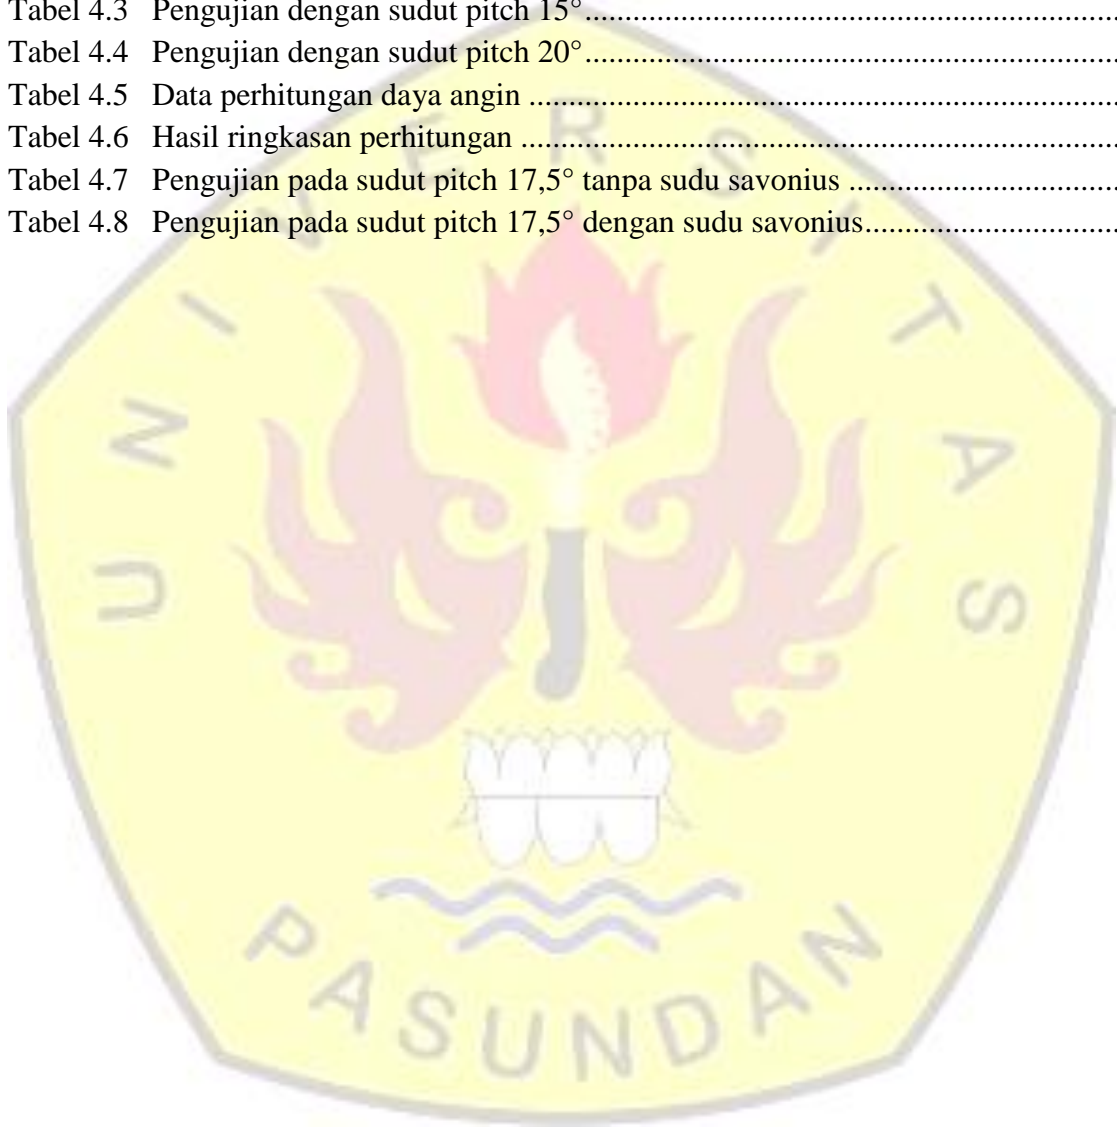 Tabel 4.3 Pengujian dengan sudut pitch 15°................................................................
Tabel 4.4 Pengujian dengan sudut pitch 20°................................................................
Tabel 4.5 Data perhitungan daya angin ................................................................
Tabel 4.6 Hasil ringkasan perhitungan ................................................................
Tabel 4.7 Pengujian pada sudut pitch 17,5° tanpa sudu savonius ................................
Tabel 4.8 Pengujian pada sudut pitch 17,5° dengan sudu savonius................................
UNIVERSITAS
PASUNDAN